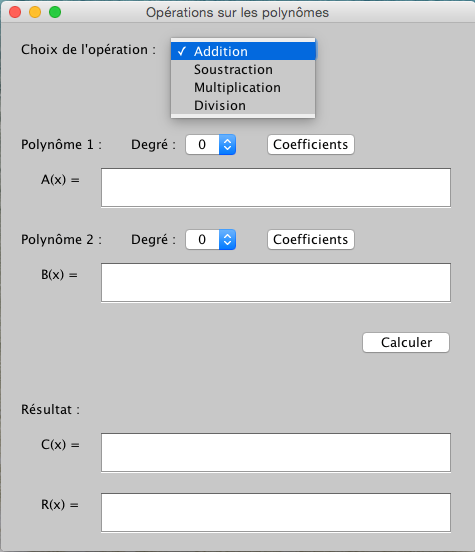 Opérations sur les polynômes
Choix de l'opération :
✓ Addition
Soustraction
Multiplication
Division
Polynôme 1 : Degré : 0 Coefficients
A(x) =
Polynôme 2 : Degré : 0 Coefficients
B(x) =
Calculer
Résultat :
C(x) =
R(x) =